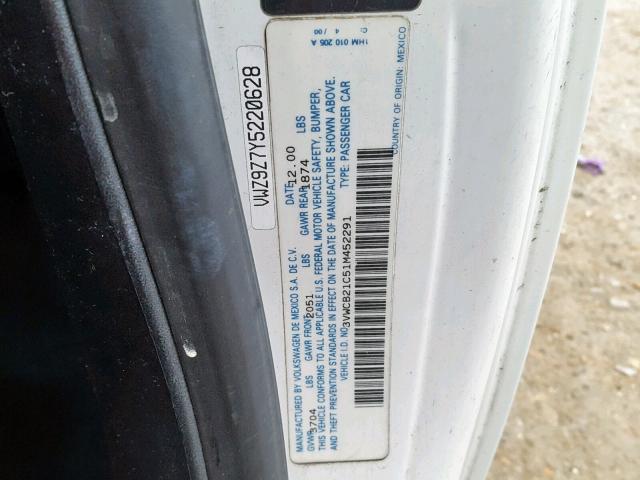 VWZ9Z7Y5220628
MANUFACTURED BY VOLKSWAGEN DE MEXICO S.A. DE C.V. DATE 12.00
GVWR 3704 LBS GAWR FRONT 2051 LBS GAWR REAR 1874 LBS
THIS VEHICLE CONFORMS TO ALL APPLICABLE U.S. FEDERAL MOTOR VEHICLE SAFETY, BUMPER,
AND THEFT PREVENTION STANDARDS IN EFFECT ON THE DATE OF MANUFACTURE SHOWN ABOVE.
VEHICLE I.D. NO. 3VWCB21C51M452291 TYPE: PASSENGER CAR
COUNTRY OF ORIGIN: MEXICO
1HM 010 205 A
D 4 / 00